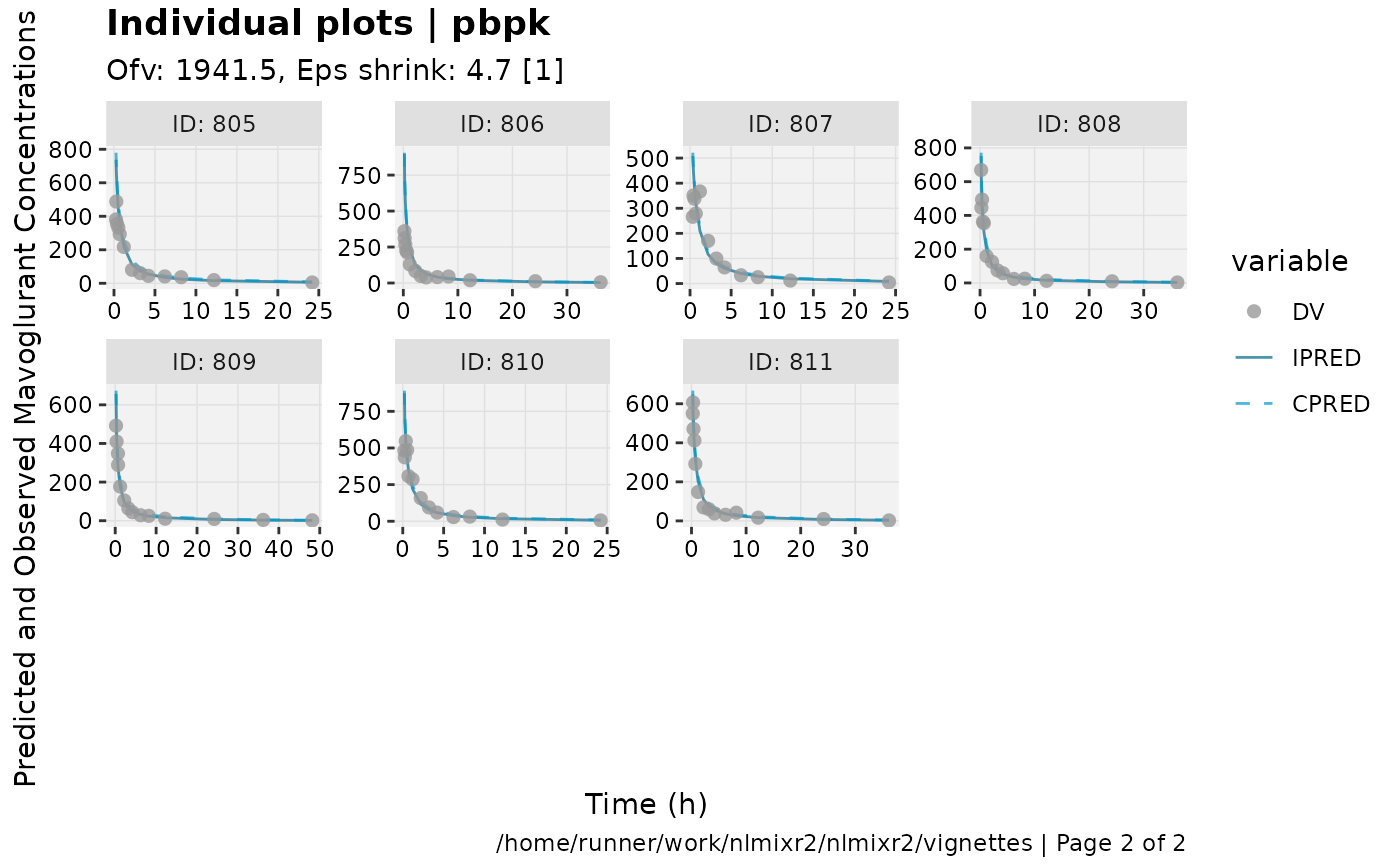 Individual plots | pbpk
Ofv: 1941.5, Eps shrink: 4.7 [1]
Predicted and Observed Mavoglurant Concentrations
ID: 805
800
600
400
200
0
0 5 10 15 20 25
ID: 806
750
500
250
0
0 10 20 30
ID: 807
500
400
300
200
100
0
0 5 10 15 20 25
ID: 808
800
600
400
200
0
0 10 20 30
ID: 809
600
400
200
0
0 10 20 30 40 50
ID: 810
750
500
250
0
0 5 10 15 20 25
ID: 811
600
400
200
0
0 10 20 30
variable
DV
IPRED
CPRED
Time (h)
/home/runner/work/nlmixr2/nlmixr2/vignettes | Page 2 of 2